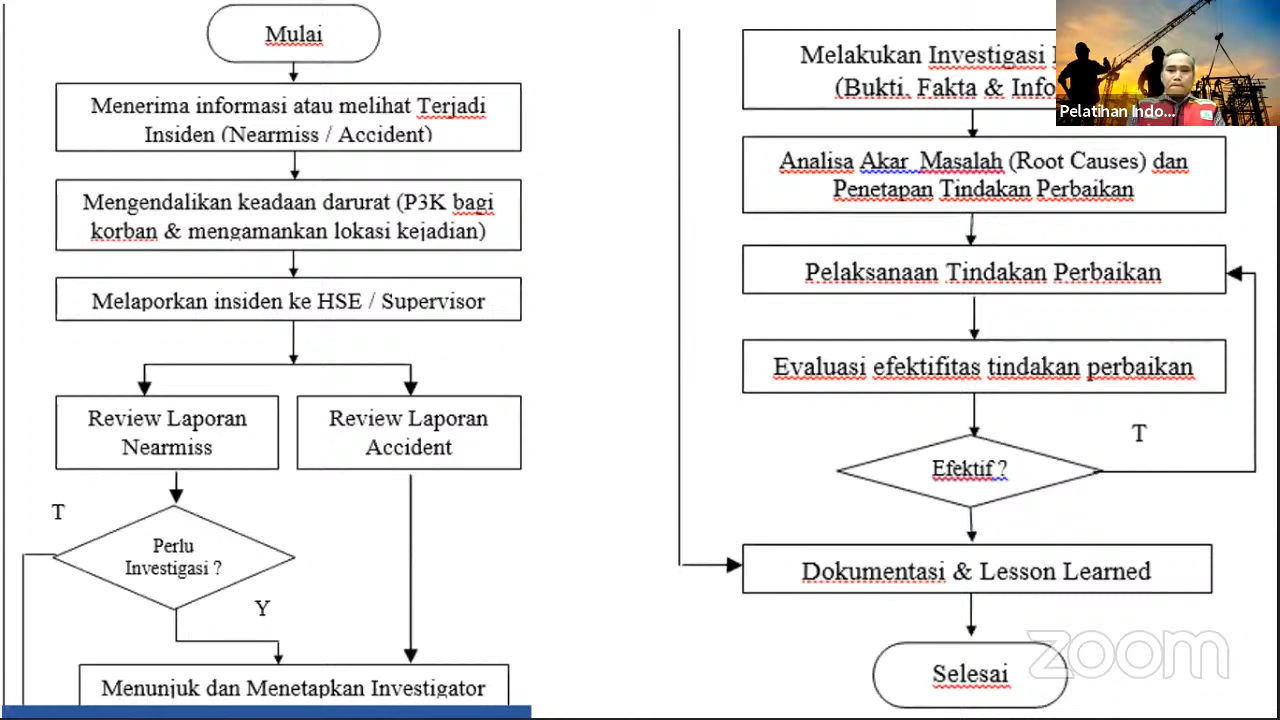 Mulai
Menerima informasi atau melihat Terjadi
Insiden (Nearmiss / Accident)
Mengendalikan keadaan darurat (P3K bagi
korban & mengamankan lokasi kejadian)
Melaporkan insiden ke HSE / Supervisor
Review Laporan
Nearmiss
Review Laporan
Accident
T
Perlu
Investigasi ?
Y
Menunjuk dan Menetapkan Investigator
Melakukan Investigasi
(Bukti, Fakta & Info
Pelatihan Indo...
Analisa Akar Masalah (Root Causes) dan
Penetapan Tindakan Perbaikan
Pelaksanaan Tindakan Perbaikan
Evaluasi efektifitas tindakan perbaikan
T
Efektif ?
Dokumentasi & Lesson Learned
Selesai
zoom